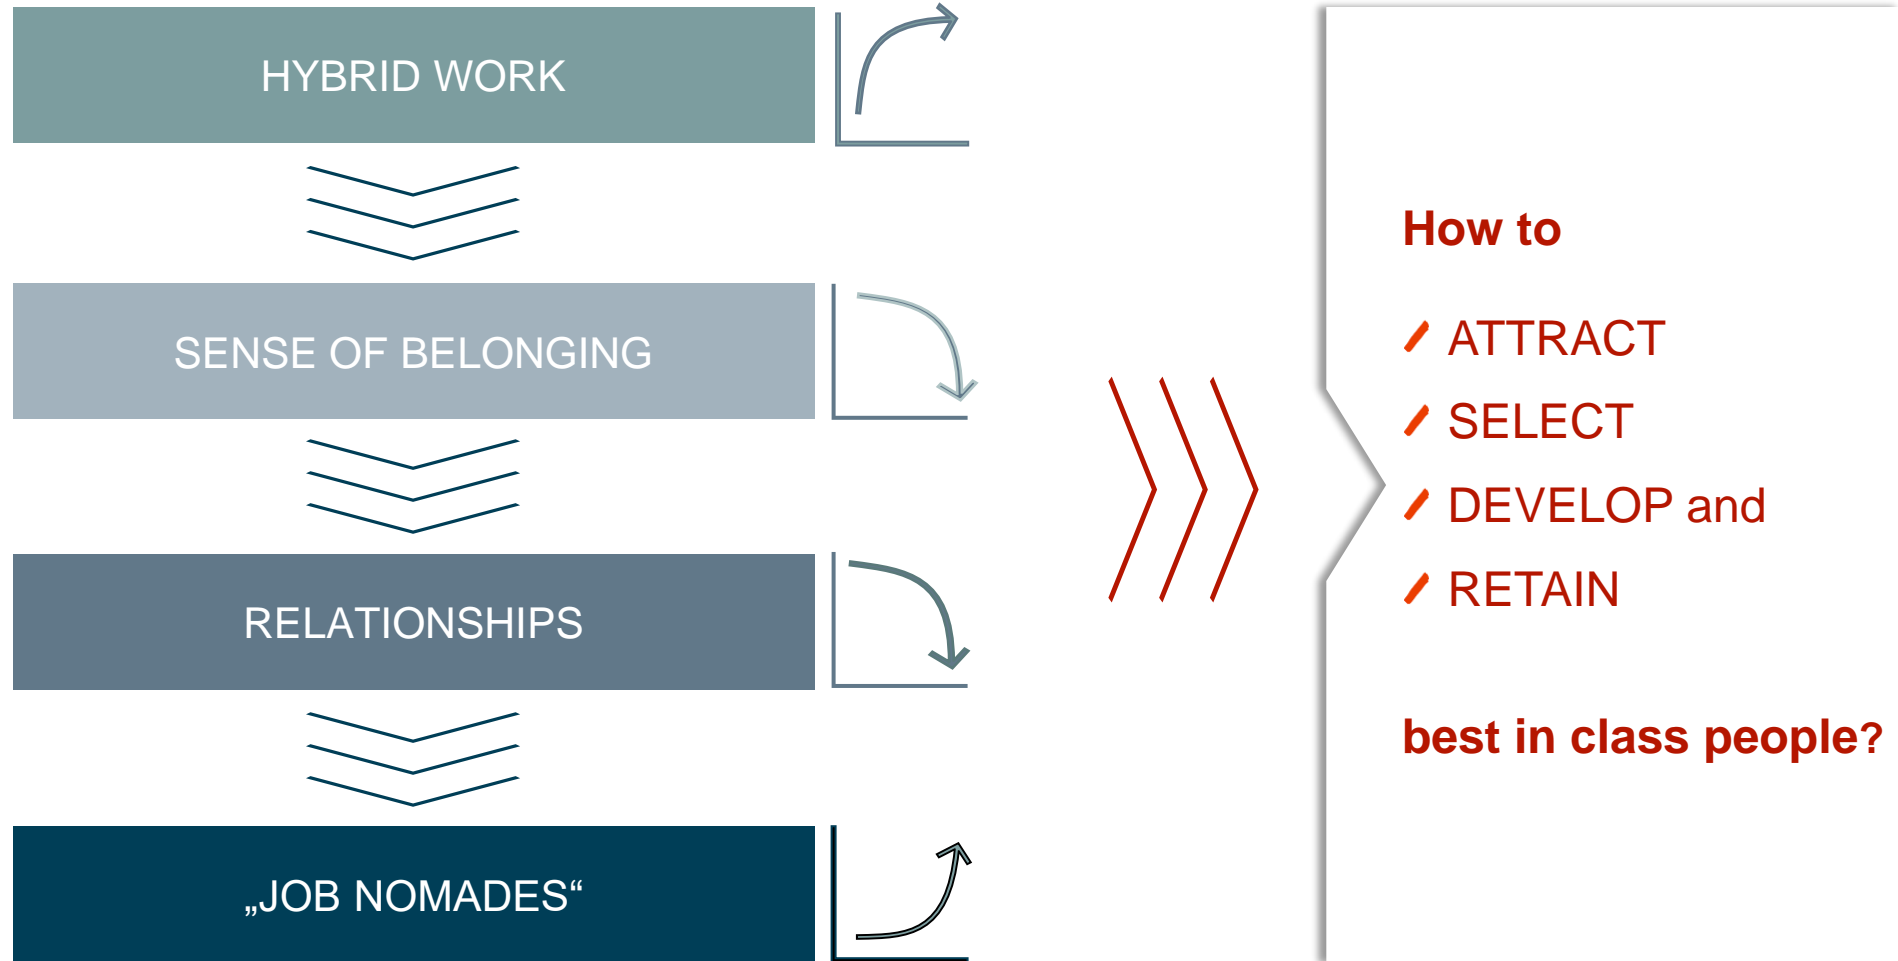 HYBRID WORK
SENSE OF BELONGING
RELATIONSHIPS
„JOB NOMADES“
How to
ATTRACT
SELECT
DEVELOP and
RETAIN
best in class people?